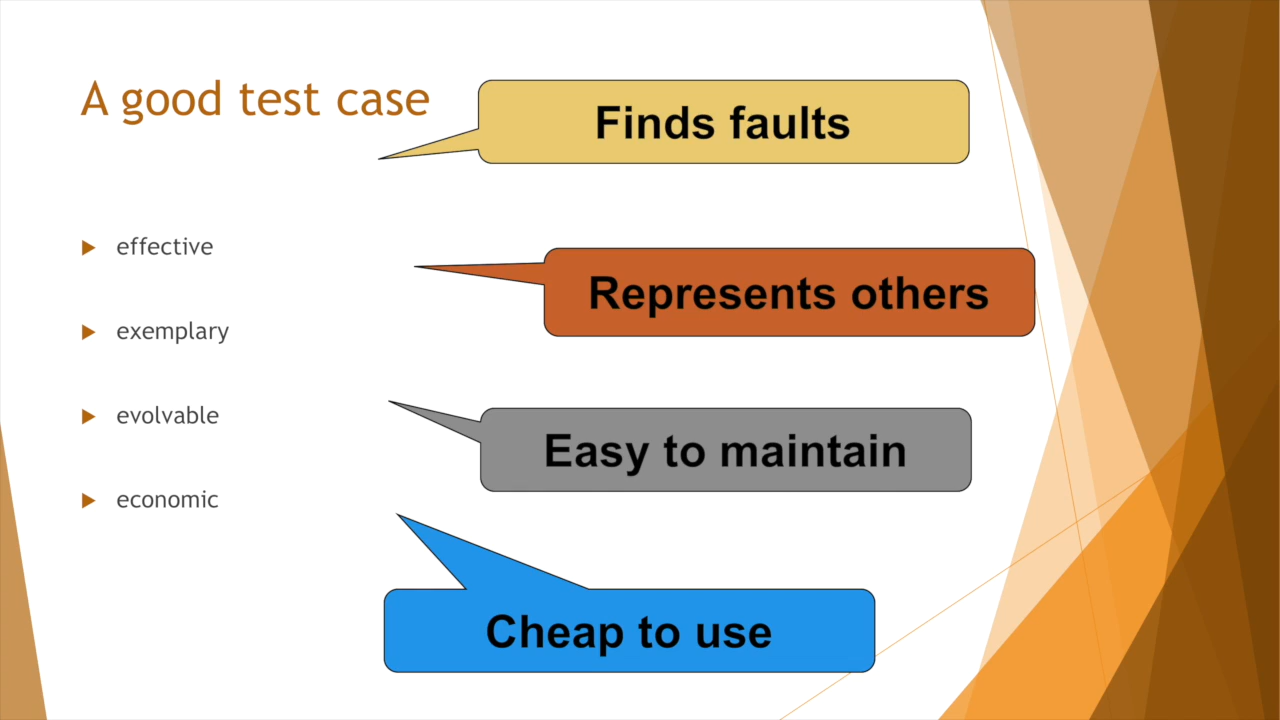 A good test case
Finds faults
effective
Represents others
exemplary
evolvable
Easy to maintain
economic
Cheap to use